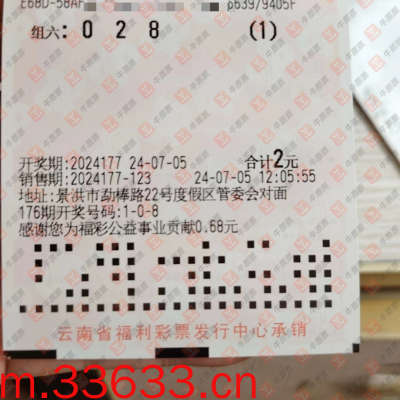 组六: 0 2 8 (1)
开奖期:2024177 24-07-05 合计2元
销售期:2024177-123 24-07-05 12:05:55
地址:景洪市勐棒路22号度假区管委会对面
176期开奖号码:1-0-8
感谢您为福彩公益事业贡献0.68元
云南省福利彩票发行中心承销
m.33633.cn